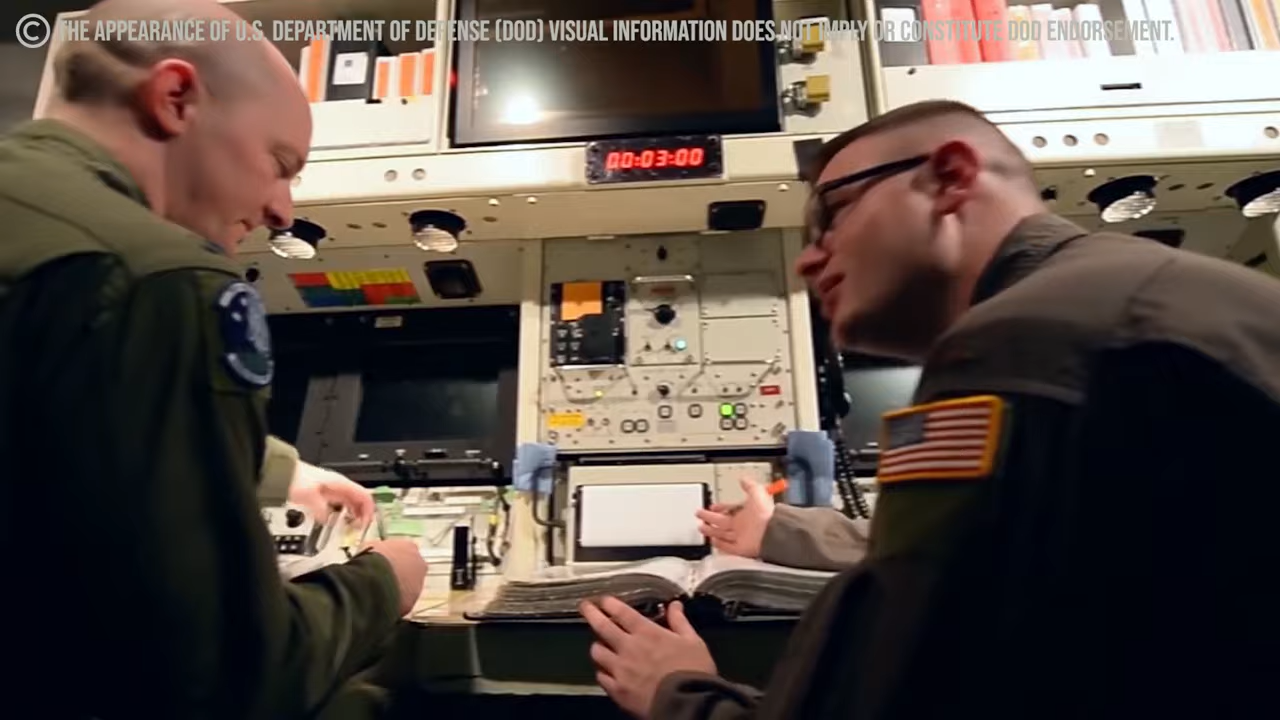 © THE APPEARANCE OF U.S. DEPARTMENT OF DEFENSE (DOD) VISUAL INFORMATION DOES NOT IMPLY OR CONSTITUTE DOD ENDORSEMENT.
00:03:00